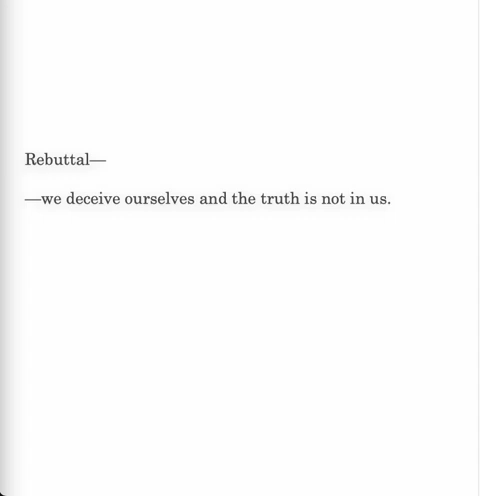 Rebuttal—
—we deceive ourselves and the truth is not in us.